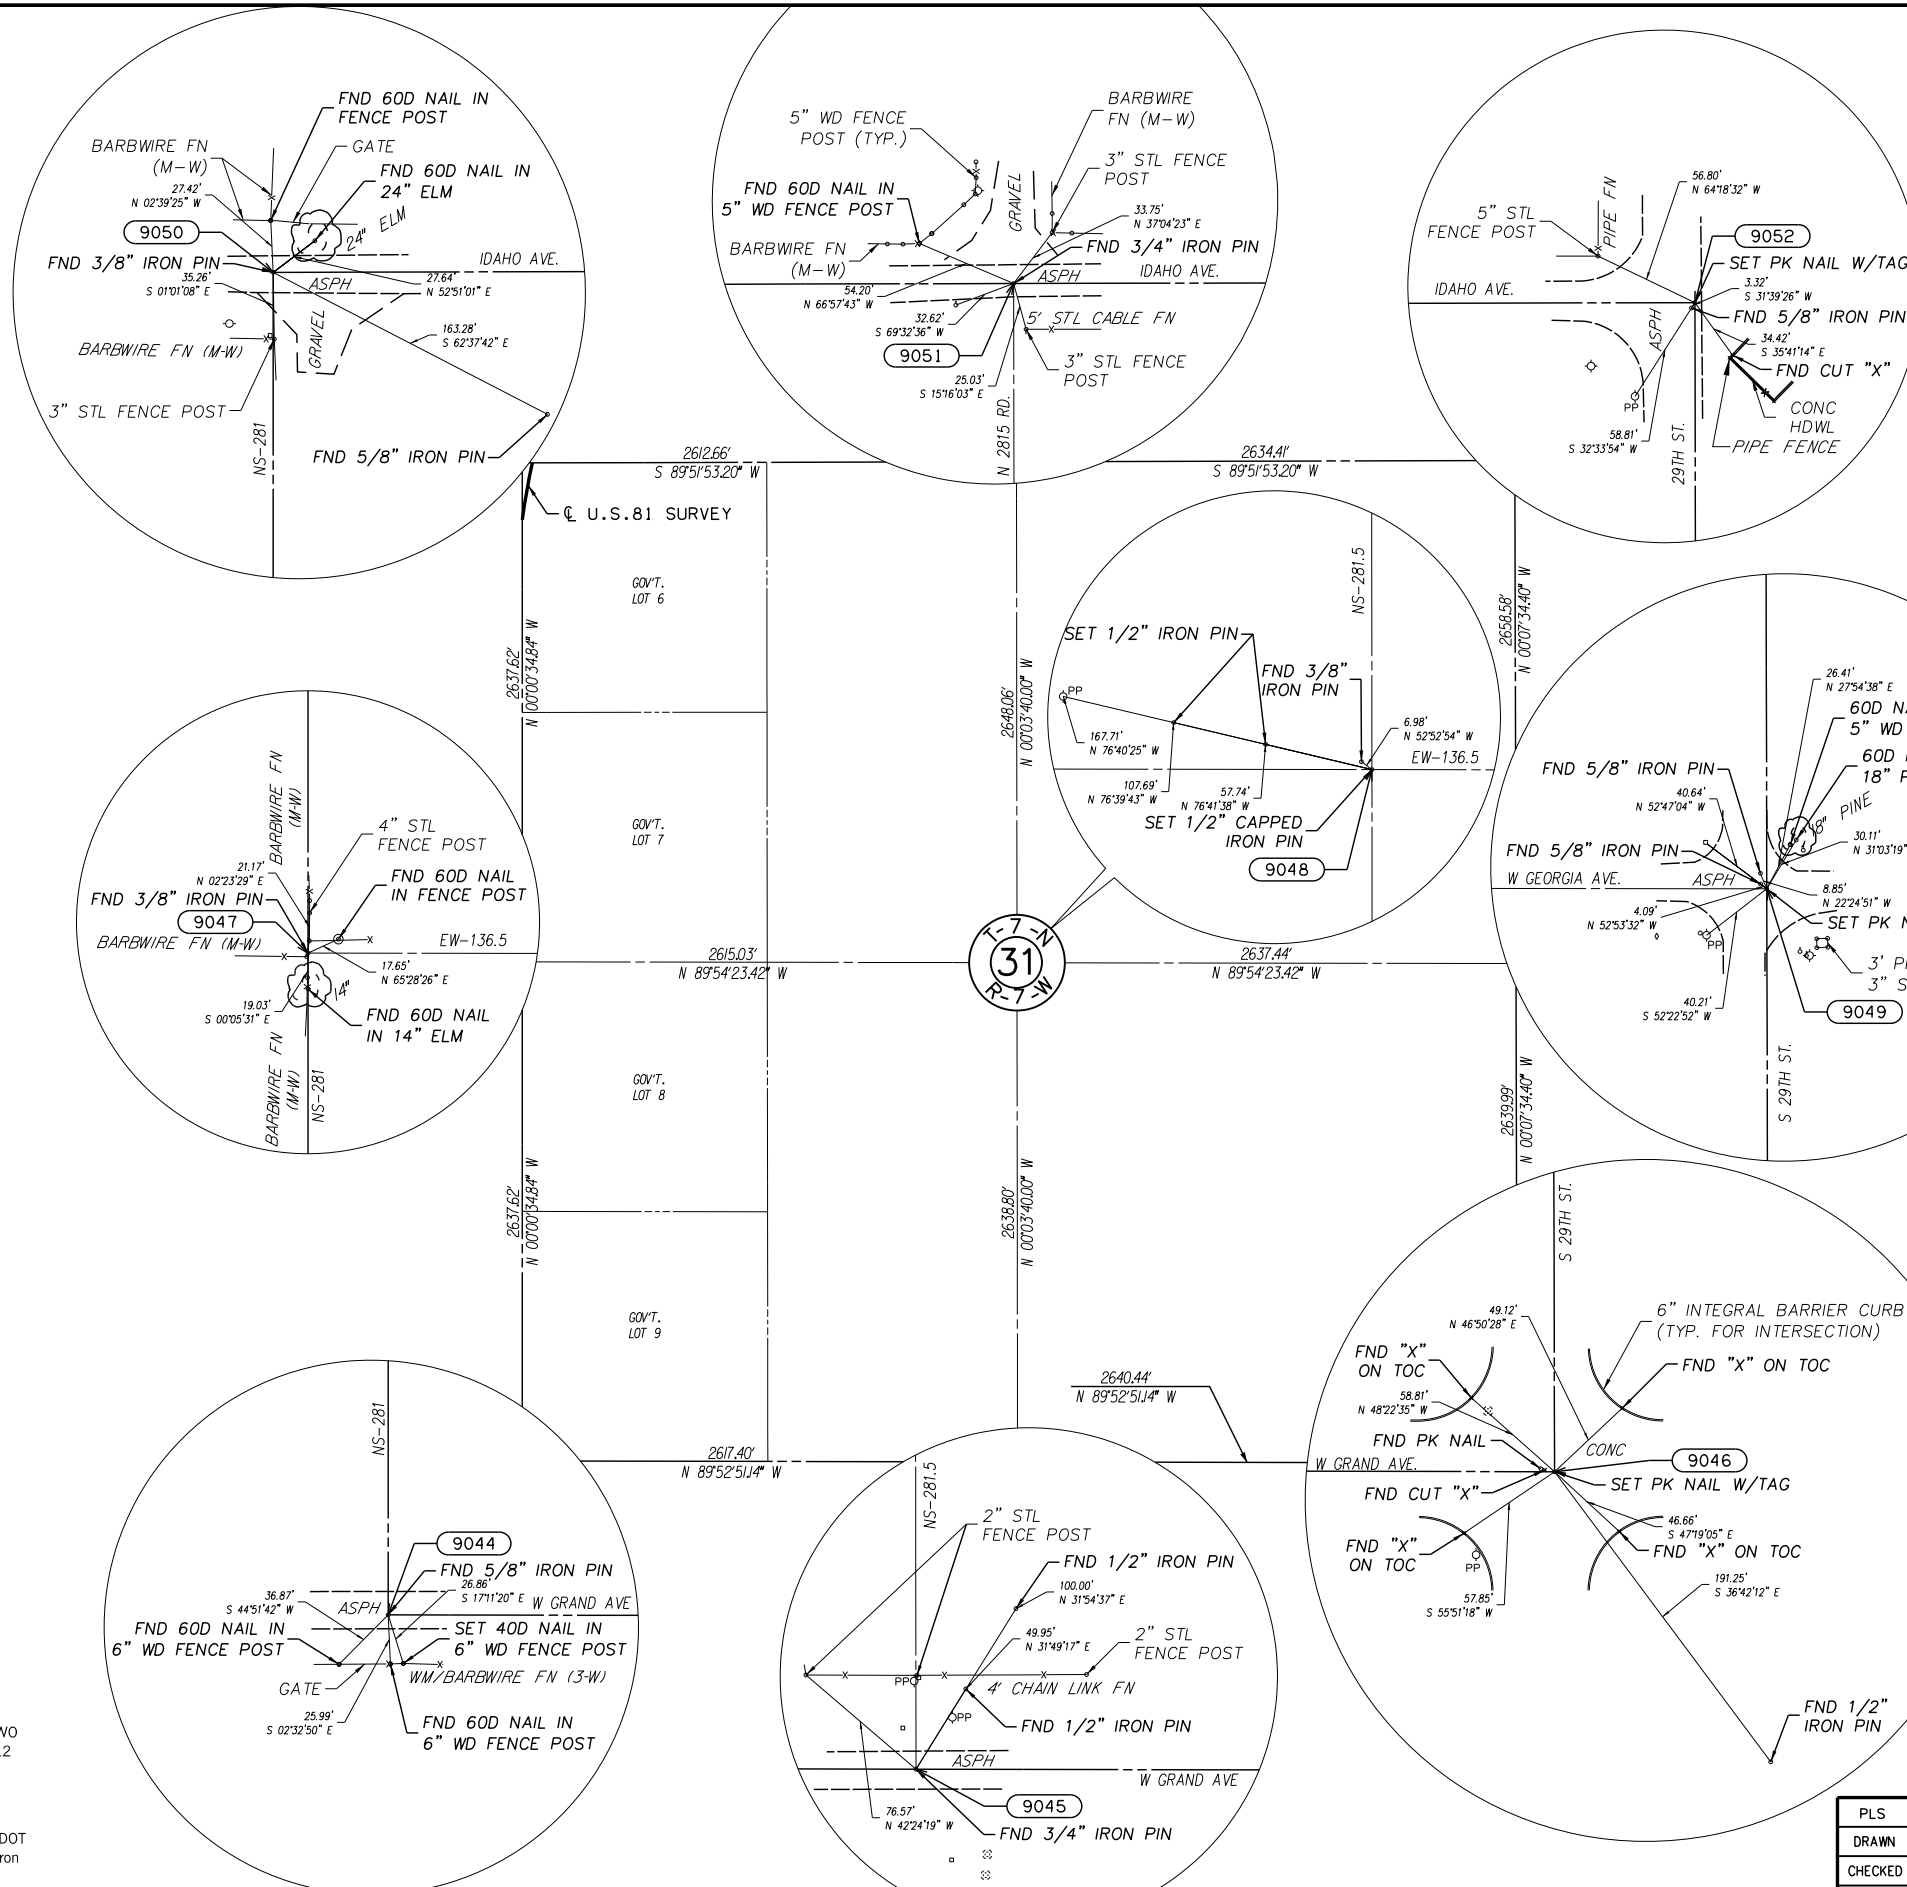 FND 60D NAIL IN
FENCE POST
BARBWIRE FN
(M-W)
GATE
FND 60D NAIL IN
24" ELM
27.42'
N 02°39'25" W
24" ELM
9050
FND 3/8" IRON PIN
IDAHO AVE.
35.26'
S 01°01'08" E
ASPH
27.64'
N 52°51'01" E
GRAVEL
163.28'
S 62°37'42" E
BARBWIRE FN (M-W)
3" STL FENCE POST
NS-281
FND 5/8" IRON PIN
5" WD FENCE
POST (TYP.)
BARBWIRE
FN (M-W)
3" STL FENCE
POST
GRAVEL
FND 60D NAIL IN
5" WD FENCE POST
33.75'
N 37°04'23" E
FND 3/4" IRON PIN
BARBWIRE FN
(M-W)
ASPH
IDAHO AVE.
54.20'
N 66°57'43" W
32.62'
S 69°32'36" W
5' STL CABLE FN
9051
3" STL FENCE
POST
25.03'
S 15°16'03" E
N 2815 RD.
56.80'
N 64°18'32" W
PIPE FN
5" STL
FENCE POST
9052
SET PK NAIL W/TAG
IDAHO AVE.
3.32'
S 31°39'26" W
FND 5/8" IRON PIN
ASPH
34.42'
S 35°41'14" E
FND CUT "X"
PP
CONC
HDWL
58.81'
S 32°33'54" W
PIPE FENCE
29TH ST.
2612.66'
S 89°51'53.20" W
2634.41'
S 89°51'53.20" W
℄ U.S.81 SURVEY
GOV'T.
LOT 6
2637.62'
N 00°00'34.84" W
2648.06'
N 00°03'40.00" W
2658.58'
N 00°07'34.40" W
NS-281.5
SET 1/2" IRON PIN
FND 3/8"
IRON PIN
PP
167.71'
N 76°40'25" W
6.98'
N 52°52'54" W
EW-136.5
107.69'
N 76°39'43" W
57.74'
N 76°41'38" W
SET 1/2" CAPPED
IRON PIN
9048
26.41'
N 27°54'38" E
5" WD
18" PINE
FND 5/8" IRON PIN
40.64'
N 52°47'04" W
30.11'
N 31°03'19"
FND 5/8" IRON PIN
W GEORGIA AVE.
ASPH
8.85'
N 22°24'51" W
4.09'
N 52°53'32" W
SET PK
PP
40.21'
S 52°22'52" W
9049
S 29TH ST.
BARBWIRE FN
(M-W)
4" STL
FENCE POST
21.17'
N 02°23'29" E
FND 60D NAIL
IN FENCE POST
FND 3/8" IRON PIN
9047
BARBWIRE FN (M-W)
EW-136.5
17.65'
N 65°28'26" E
14"
19.03'
S 00°05'31" E
FND 60D NAIL
IN 14" ELM
BARBWIRE FN
(M-W)
NS-281
GOV'T.
LOT 7
2615.03'
N 89°54'23.42" W
T-7-N
31
R-7-W
2637.44'
N 89°54'23.42" W
GOV'T.
LOT 8
2637.62'
N 00°00'34.84" W
2638.80'
N 00°03'40.00" W
2639.99'
N 00°07'34.40" W
GOV'T.
LOT 9
2617.40'
N 89°52'51.14" W
2640.44'
N 89°52'51.14" W
S 29TH ST.
49.12'
N 46°50'28" E
6" INTEGRAL BARRIER CURB
(TYP. FOR INTERSECTION)
FND "X"
ON TOC
FND "X" ON TOC
58.81'
N 48°22'35" W
FND PK NAIL
CONC
W GRAND AVE.
9046
FND CUT "X"
SET PK NAIL W/TAG
46.66'
S 47°19'05" E
FND "X"
ON TOC
FND "X" ON TOC
PP
57.85'
S 55°51'18" W
191.25'
S 36°42'12" E
FND 1/2"
IRON PIN
NS-281
9044
FND 5/8" IRON PIN
36.87'
S 44°51'42" W
ASPH
26.86'
S 17°11'20" E
W GRAND AVE
FND 60D NAIL IN
6" WD FENCE POST
SET 40D NAIL IN
6" WD FENCE POST
GATE
WM/BARBWIRE FN (3-W)
25.99'
S 02°32'50" E
FND 60D NAIL IN
6" WD FENCE POST
NS-281.5
2" STL
FENCE POST
FND 1/2" IRON PIN
100.00'
N 31°54'37" E
49.95'
N 31°49'17" E
2" STL
FENCE POST
PP
4' CHAIN LINK FN
PP
FND 1/2" IRON PIN
ASPH
W GRAND AVE
9045
76.57'
N 42°24'19" W
FND 3/4" IRON PIN
PLS
DRAWN
CHECKED